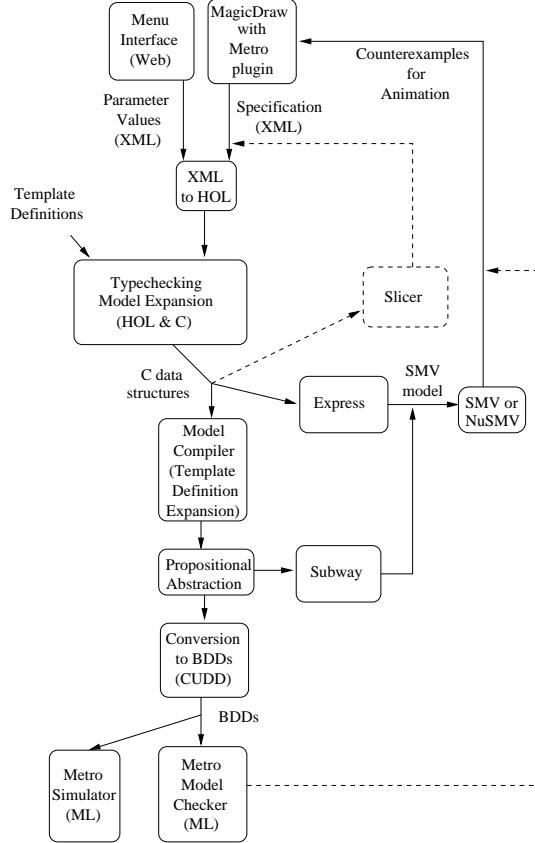 Menu
Interface
(Web)
MagicDraw
with
Metro
plugin
Counterexamples
for
Animation
Parameter
Values
(XML)
Specification
(XML)
XML
to HOL
Template
Definitions
Typechecking
Model Expansion
(HOL & C)
Slicer
C data
structures
Express
SMV
model
SMV or
NuSMV
Model
Compiler
(Template
Definition
Expansion)
Propositional
Abstraction
Subway
Conversion
to BDDs
(CUDD)
BDDs
Metro
Simulator
(ML)
Metro
Model
Checker
(ML)